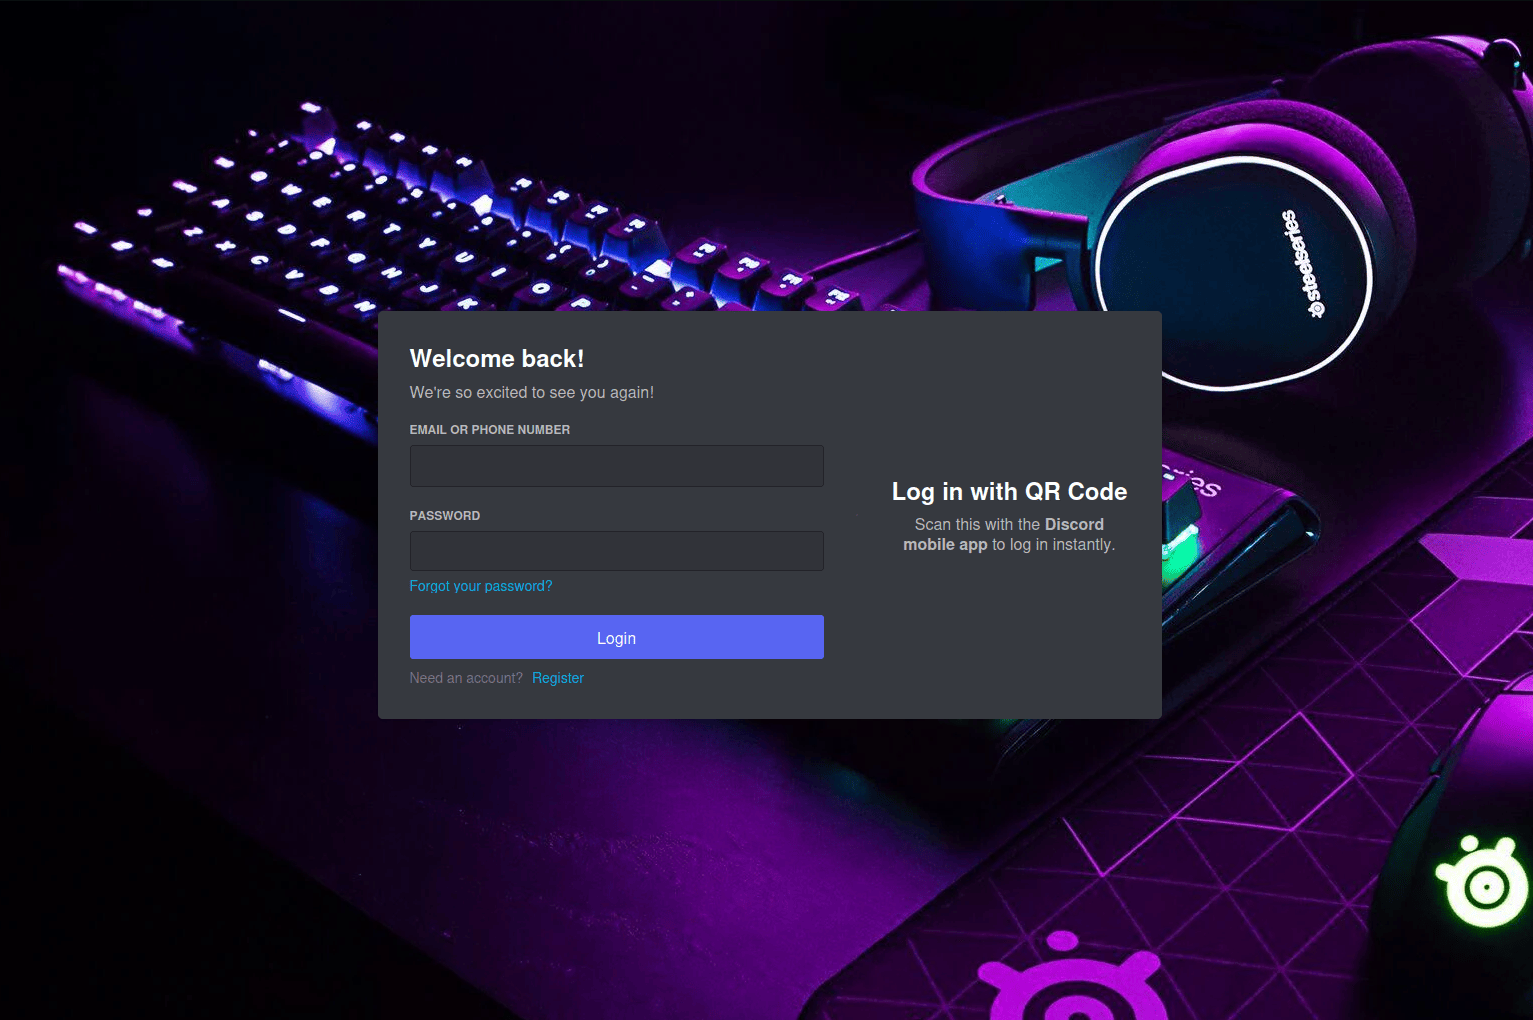 steelseries
Welcome back!
We're so excited to see you again!
EMAIL OR PHONE NUMBER
PASSWORD
Forgot your password?
Login
Need an account? Register
Log in with QR Code
Scan this with the Discord
mobile app to log in instantly.